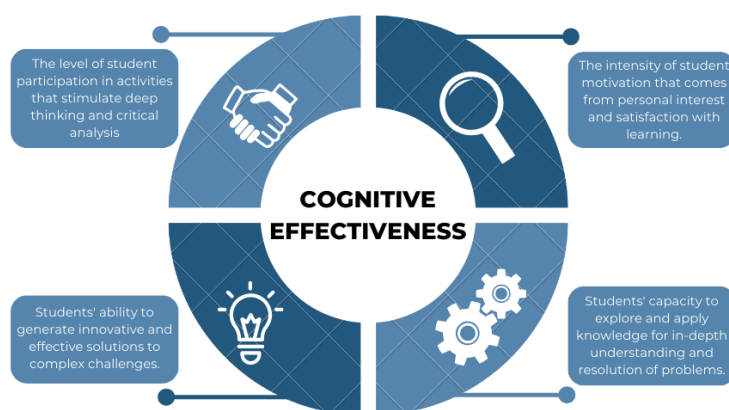 The level of student
participation in activities
that stimulate deep
thinking and critical
analysis
The intensity of student
motivation that comes
from personal interest
and satisfaction with
learning.
COGNITIVE
EFFECTIVENESS
Students' ability to
generate innovative and
effective solutions to
complex challenges.
Students' capacity to
explore and apply
knowledge for in-depth
understanding and
resolution of problems.